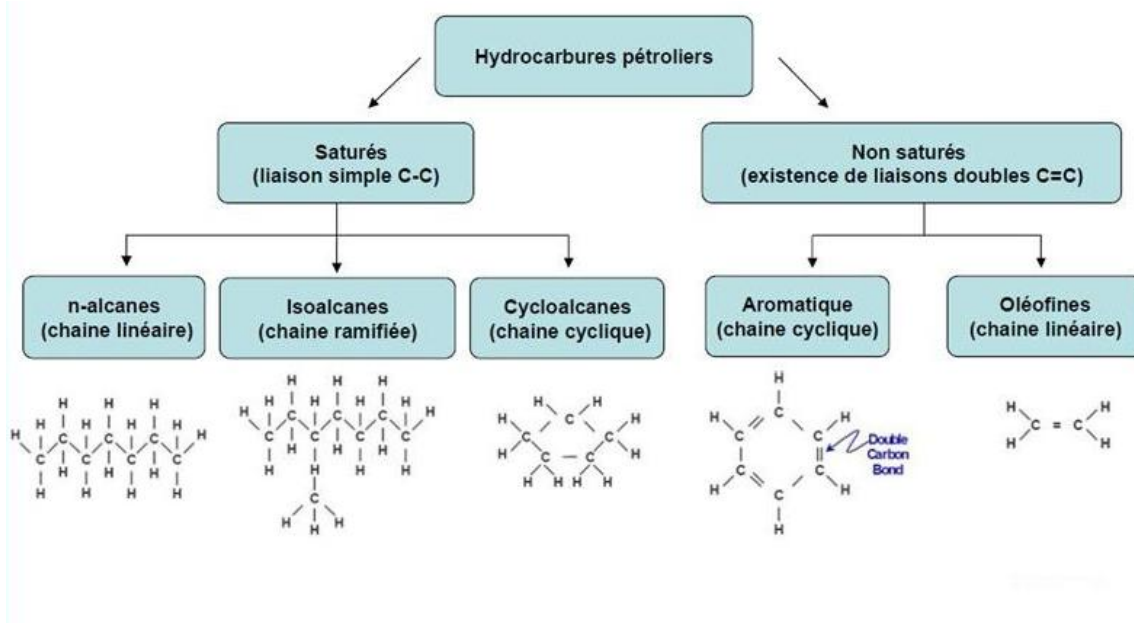 Hydrocarbures pétroliers
Saturés
(liaison simple C-C)
Non saturés
(existence de liaisons doubles C=C)
n-alcanes
(chaine linéaire)
Isoalcanes
(chaine ramifiée)
Cycloalcanes
(chaine cyclique)
Aromatique
(chaine cyclique)
Oléofines
(chaine linéaire)
Double
Carbon
Bond